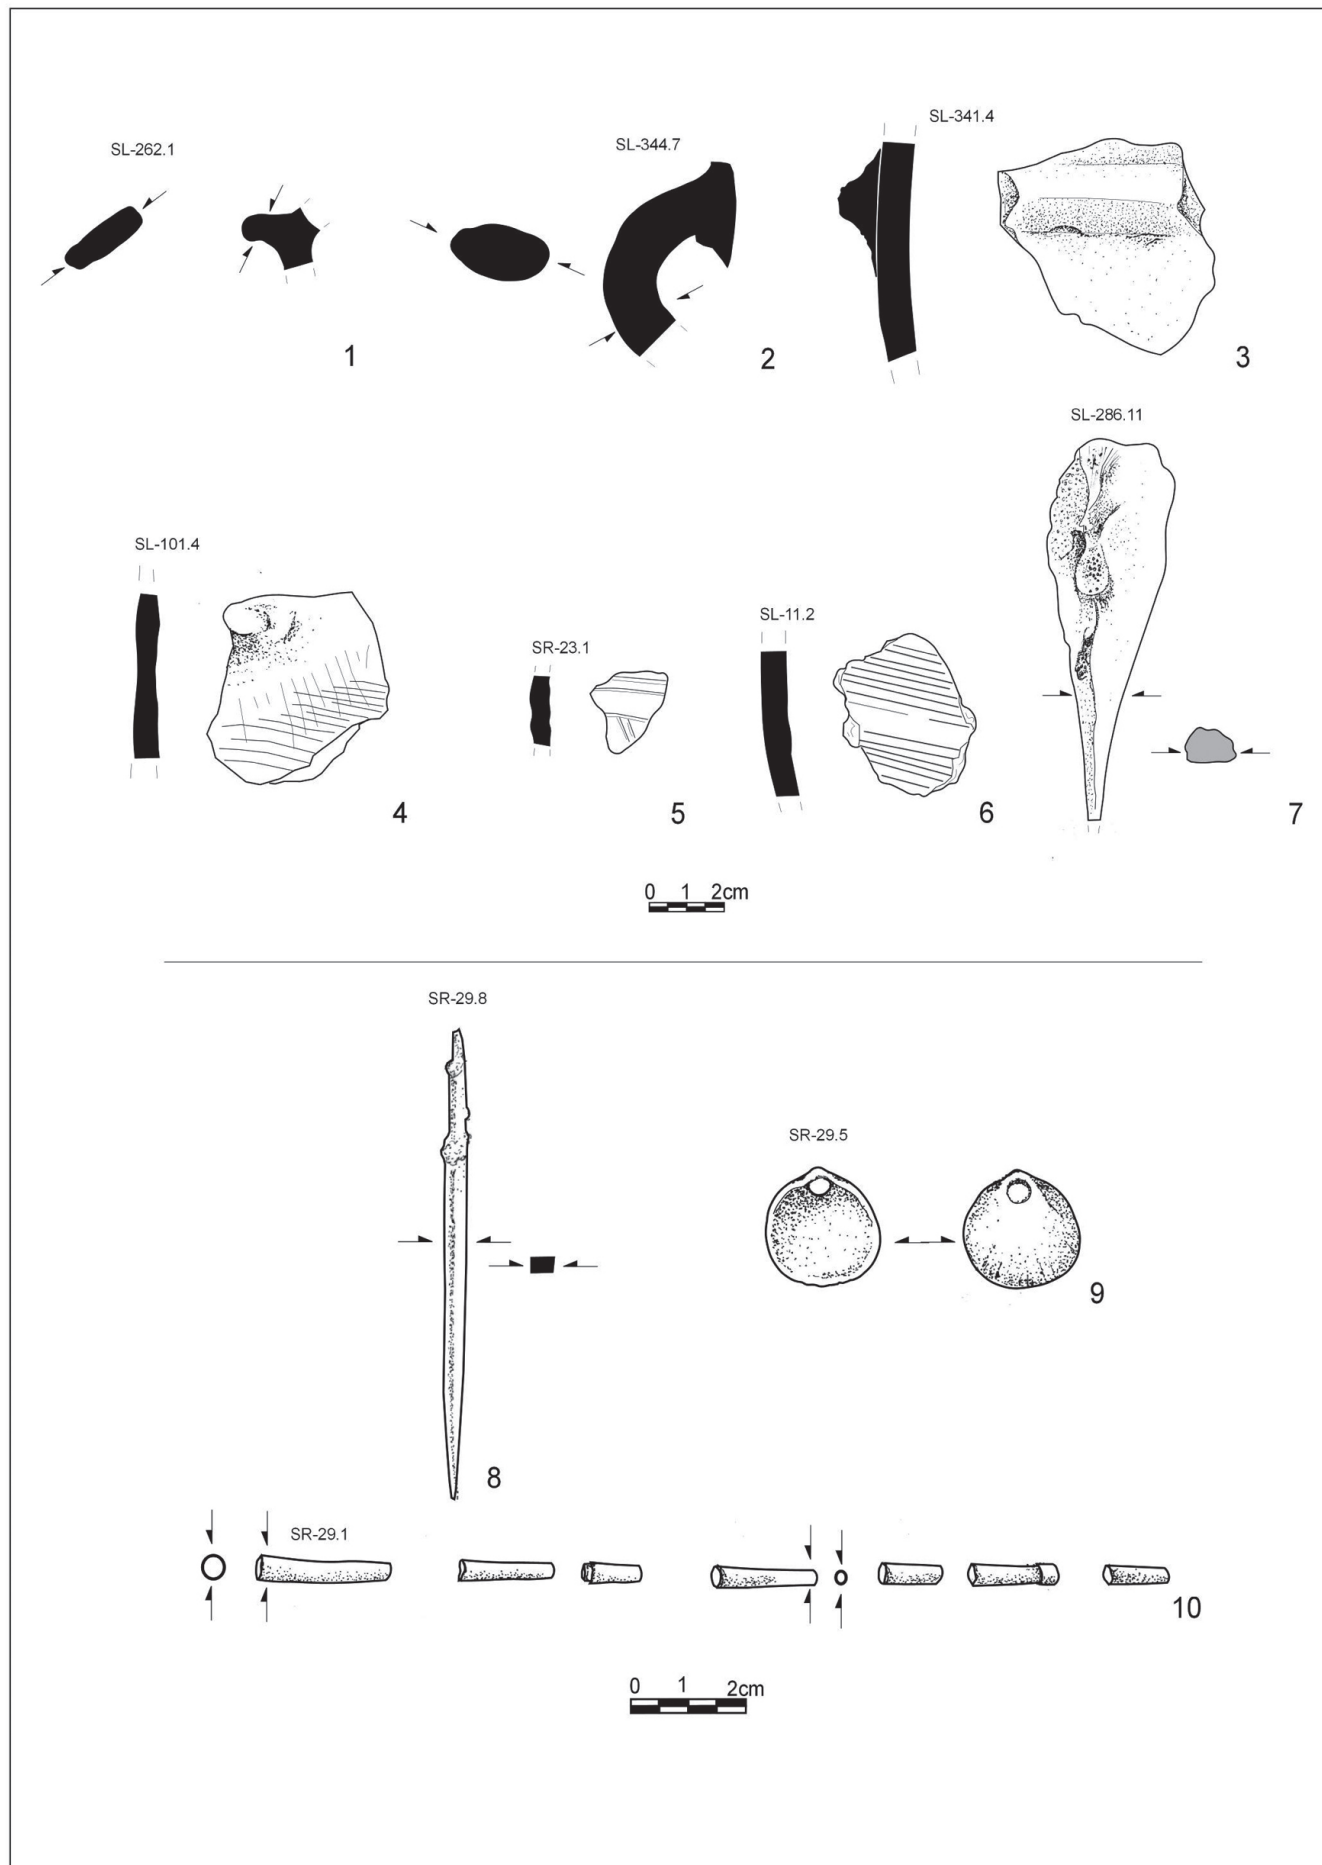 SL-262.1
SL-344.7
SL-341.4
1
2
3
SL-286.11
SL-101.4
SR-23.1
SL-11.2
4
5
6
7
0 1 2cm
SR-29.8
SR-29.5
9
8
SR-29.1
10
0 1 2cm